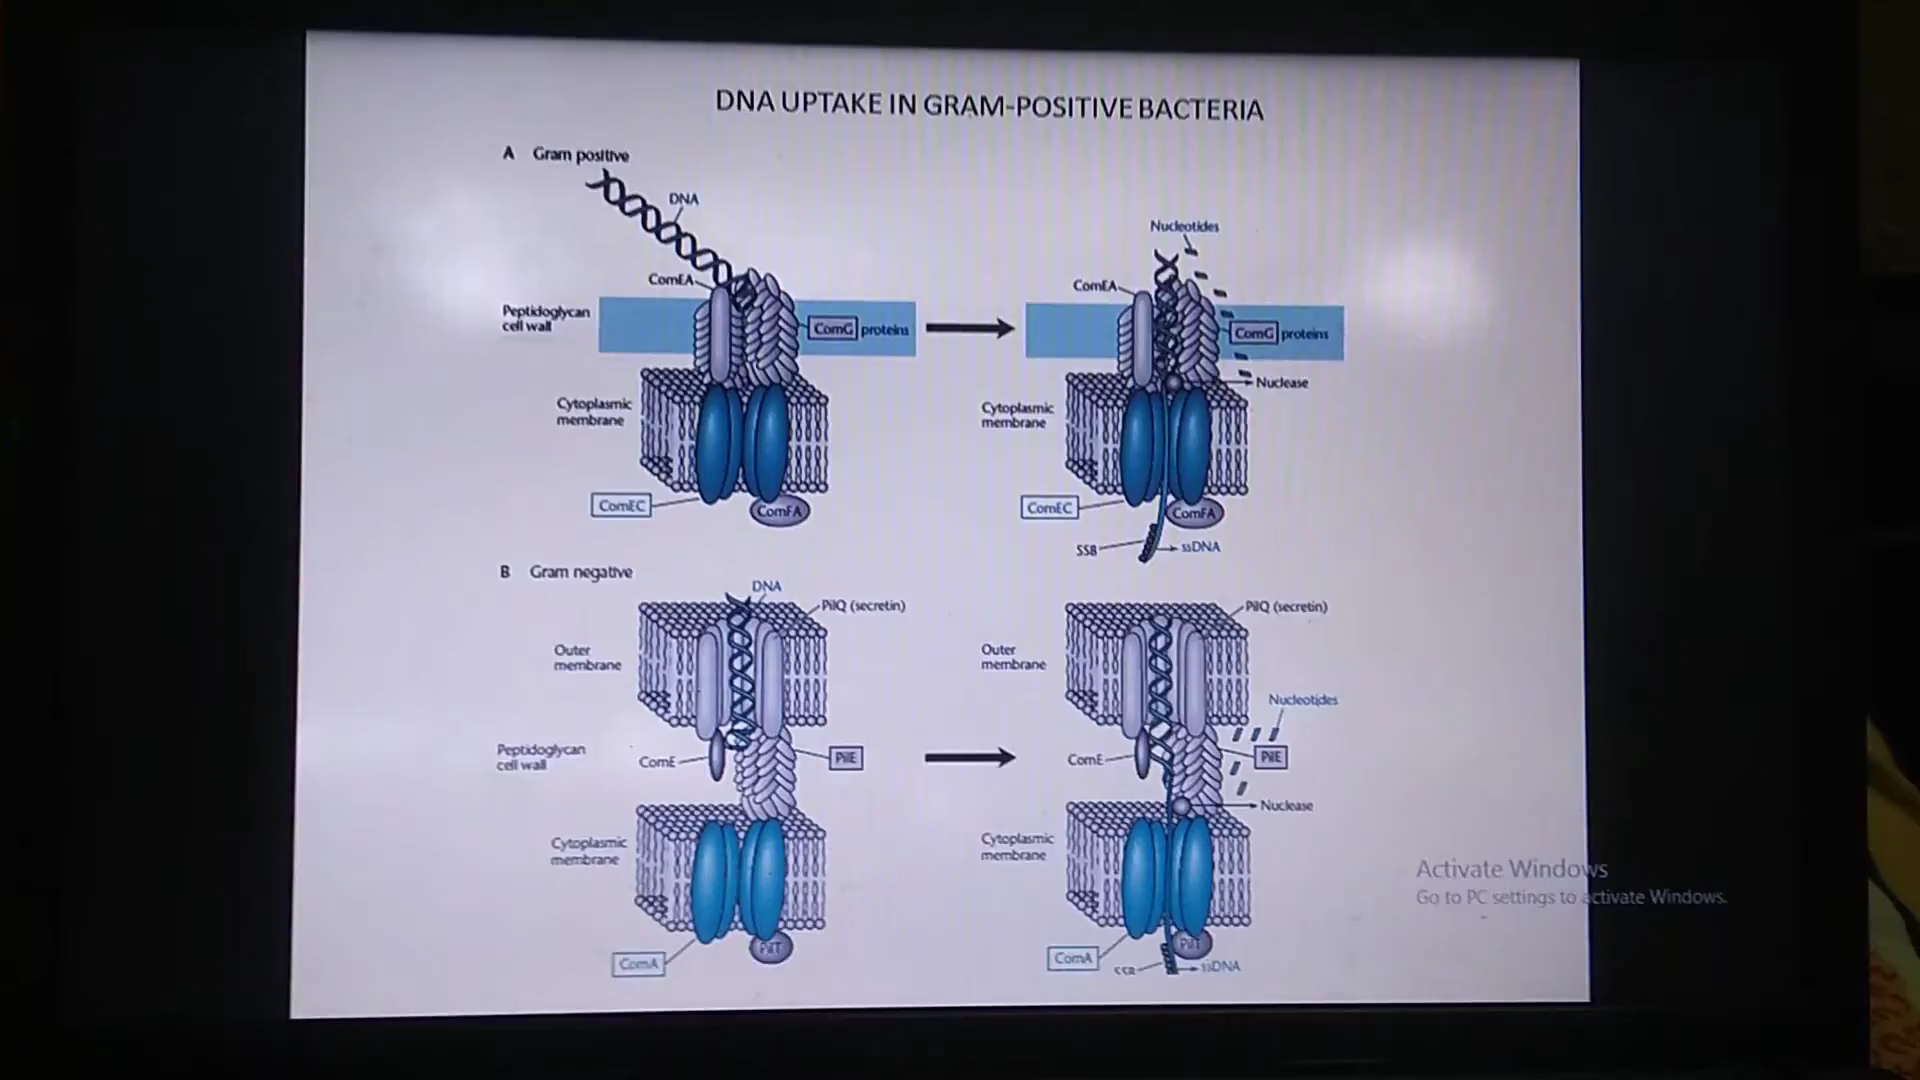 DNA UPTAKE IN GRAM-POSITIVE BACTERIA
A Gram positive
DNA
ComEA
Peptidoglycan
cell wall
ComG proteins
Cytoplasmic
membrane
ComEC
ComFA
Nucleotides
ComEA
ComG proteins
Nuclease
Cytoplasmic
membrane
ComEC
ComFA
SSB
ssDNA
B Gram negative
DNA
PilQ (secretin)
Outer
membrane
Peptidoglycan
cell wall
ComE
PilE
Cytoplasmic
membrane
ComA
PilT
PilQ (secretin)
Outer
membrane
Nucleotides
ComE
PilE
Nuclease
Cytoplasmic
membrane
ComA
PilT
ssDNA
Activate Windows
Go to PC settings to activate Windows.